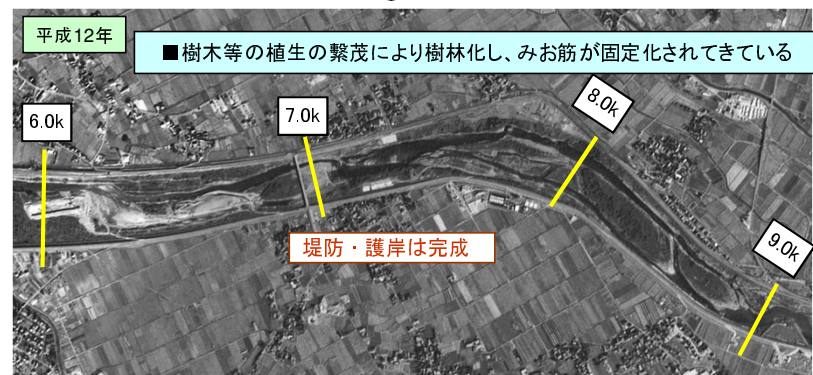 平成12年
■樹木等の植生の繋茂により樹林化し、みお筋が固定化されてきている
6.0k
7.0k
8.0k
9.0k
堤防・護岸は完成